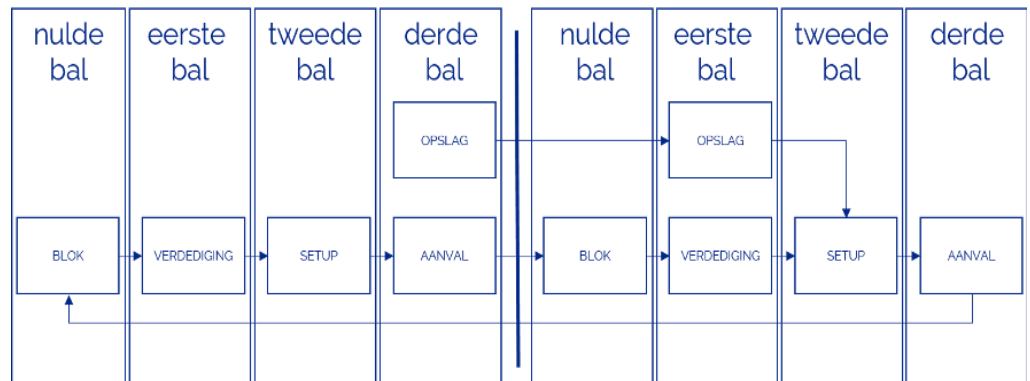 nulde
bal
eerste
bal
tweede
bal
derde
bal
nulde
bal
eerste
bal
tweede
bal
derde
bal
OPSLAG
OPSLAG
BLOK
VERDEDIGING
SETUP
AANVAL
BLOK
VERDEDIGING
SETUP
AANVAL